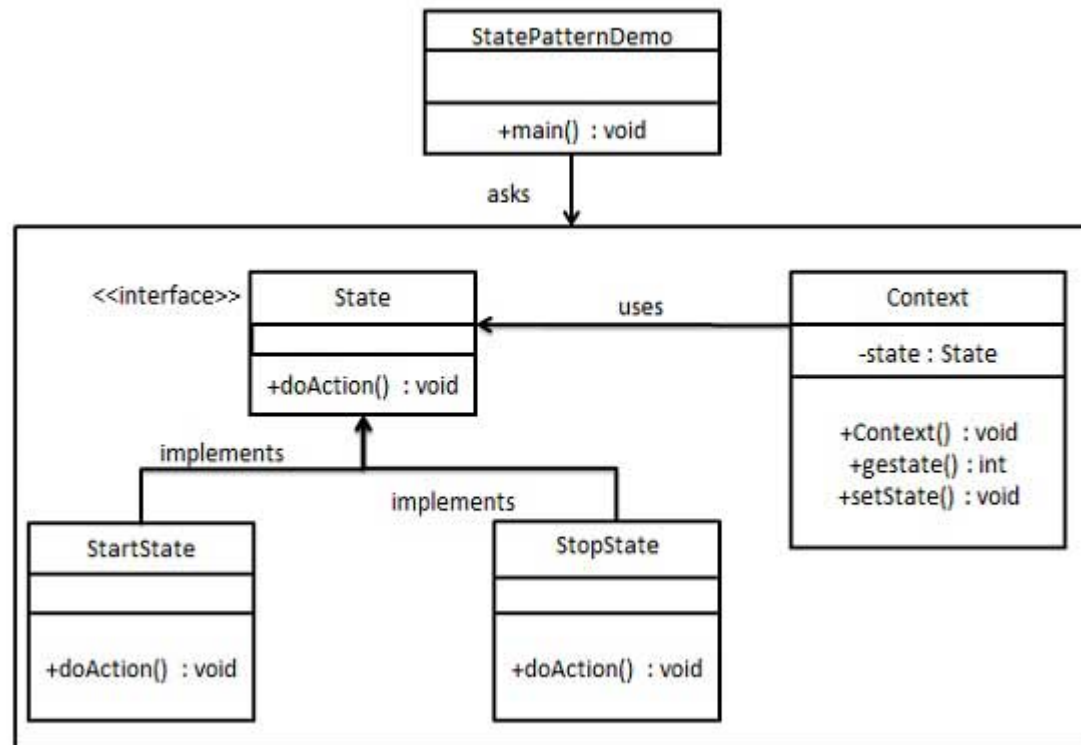 StatePatternDemo
+main() : void
asks
<<interface>>
State
+doAction() : void
uses
Context
-state : State
+Context() : void
+gestate() : int
+setState() : void
implements
implements
StartState
+doAction() : void
StopState
+doAction() : void